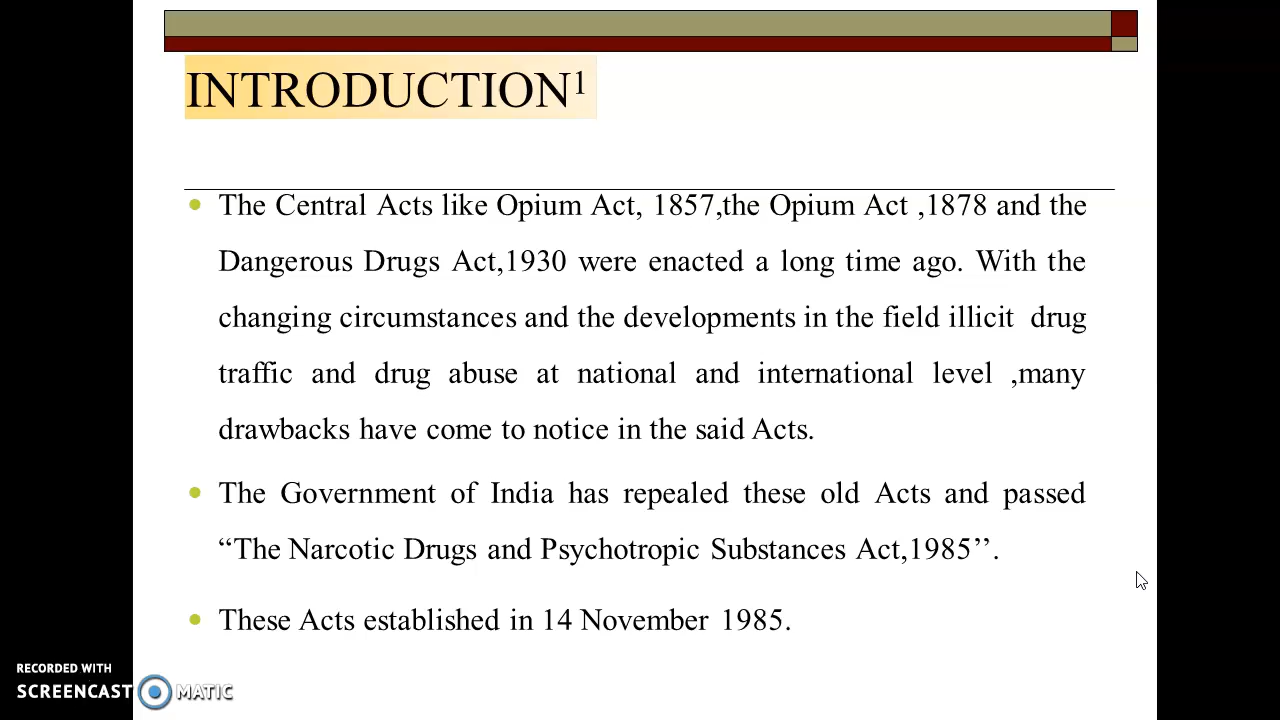 INTRODUCTION¹
The Central Acts like Opium Act, 1857,the Opium Act ,1878 and the
Dangerous Drugs Act,1930 were enacted a long time ago. With the
changing circumstances and the developments in the field illicit drug
traffic and drug abuse at national and international level ,many
drawbacks have come to notice in the said Acts.
The Government of India has repealed these old Acts and passed
“The Narcotic Drugs and Psychotropic Substances Act,1985’’.
These Acts established in 14 November 1985.
RECORDED WITH
SCREENCAST MATIC